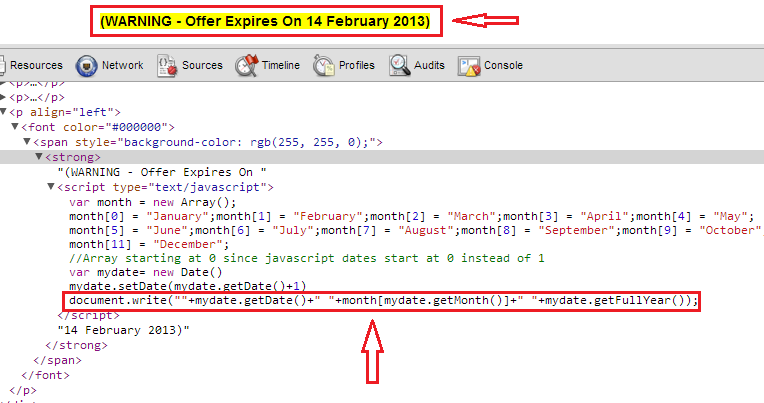 (WARNING - Offer Expires On 14 February 2013)
Resources Network Sources Timeline Profiles Audits Console
<p>…</p>
<p>…</p>
<p align="left">
<font color="#000000">
<span style="background-color: rgb(255, 255, 0);">
<strong>
"(WARNING - Offer Expires On "
<script type="text/javascript">
var month = new Array();
month[0] = "January";month[1] = "February";month[2] = "March";month[3] = "April";month[4] = "May";
month[5] = "June";month[6] = "July";month[7] = "August";month[8] = "September";month[9] = "October"
month[11] = "December";
//Array starting at 0 since javascript dates start at 0 instead of 1
var mydate= new Date()
mydate.setDate(mydate.getDate()+1)
document.write(""+mydate.getDate()+" "+month[mydate.getMonth()]+" "+mydate.getFullYear());
</script>
"14 February 2013)"
</strong>
</span>
</font>
</p>